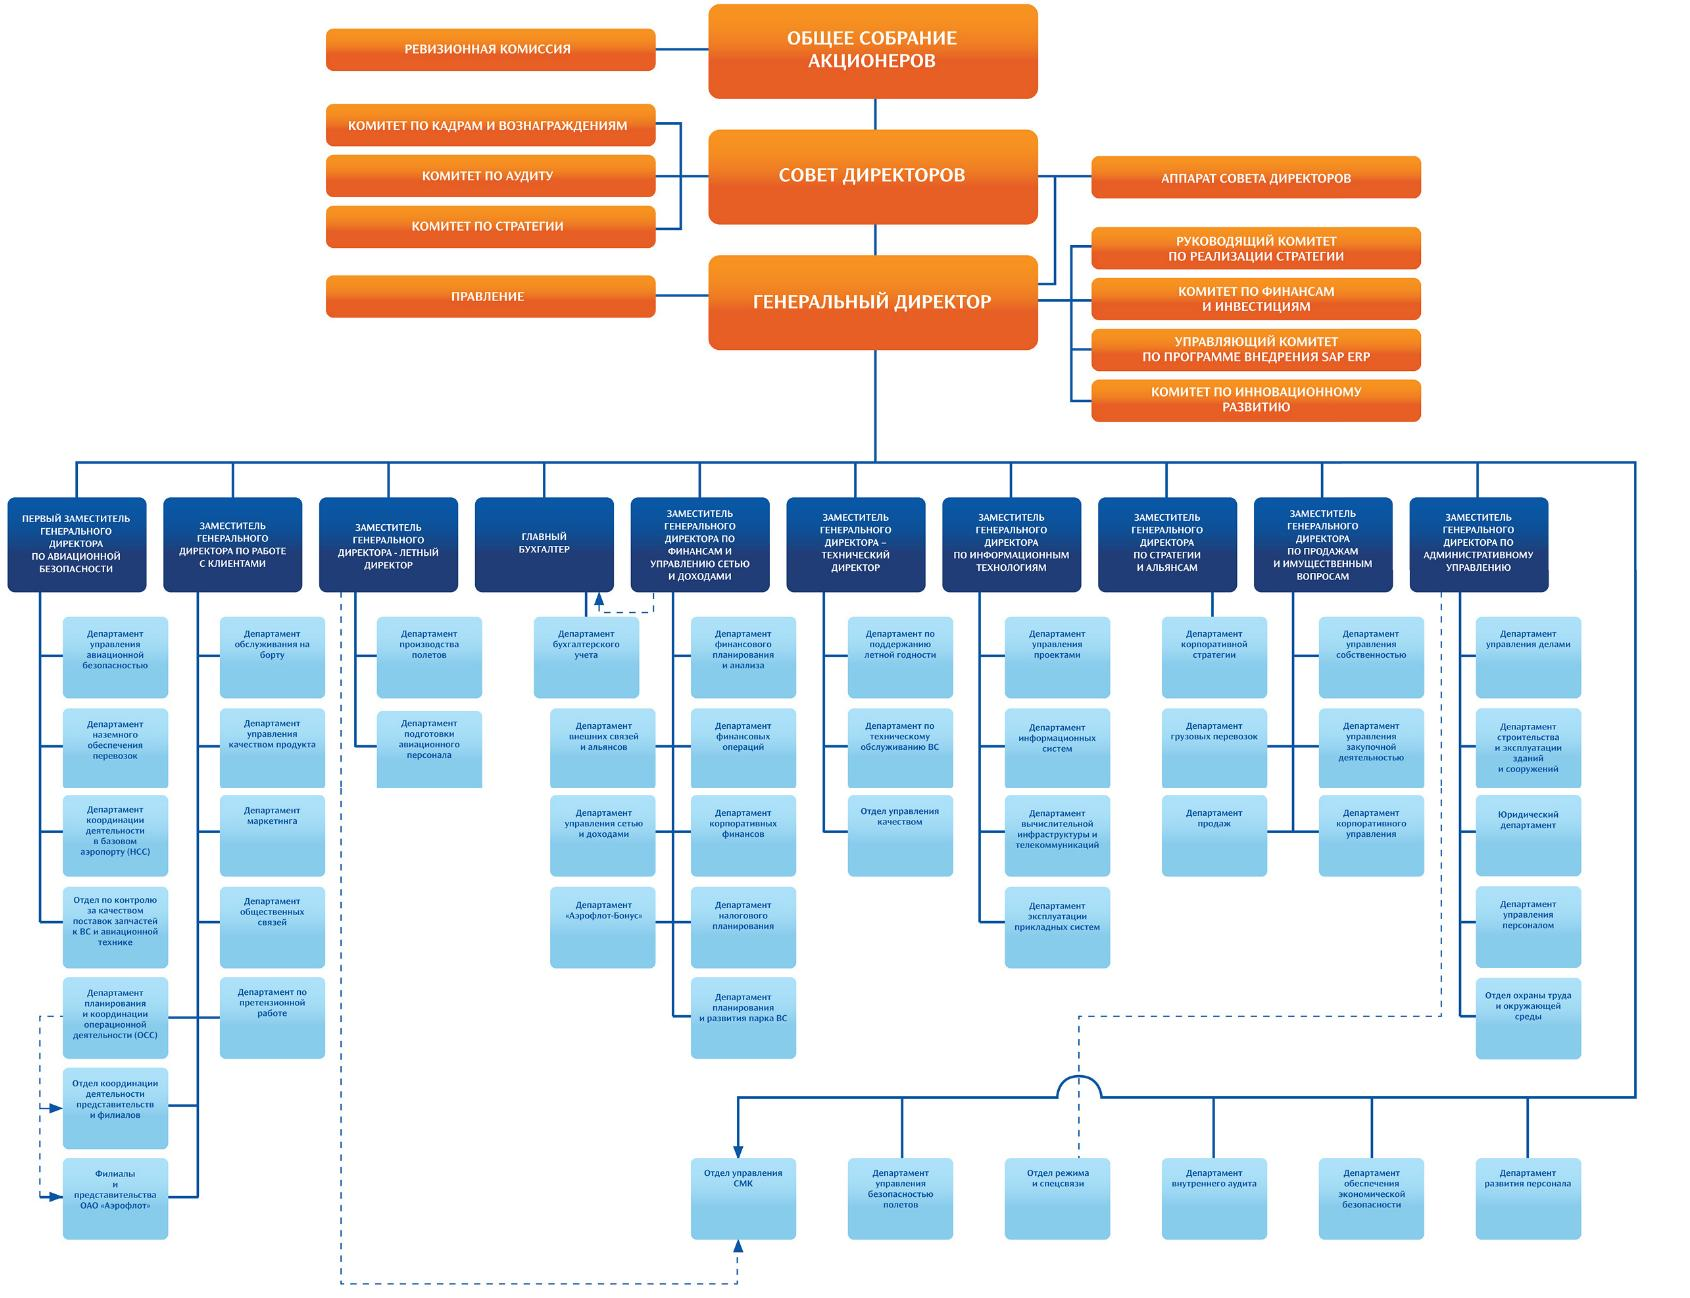 ОБЩЕЕ СОБРАНИЕ
АКЦИОНЕРОВ
РЕВИЗИОННАЯ КОМИССИЯ
КОМИТЕТ ПО КАДРАМ И ВОЗНАГРАЖДЕНИЯМ
КОМИТЕТ ПО АУДИТУ
КОМИТЕТ ПО СТРАТЕГИИ
СОВЕТ ДИРЕКТОРОВ
АППАРАТ СОВЕТА ДИРЕКТОРОВ
ПРАВЛЕНИЕ
ГЕНЕРАЛЬНЫЙ ДИРЕКТОР
РУКОВОДЯЩИЙ КОМИТЕТ
ПО РЕАЛИЗАЦИИ СТРАТЕГИИ
КОМИТЕТ ПО ФИНАНСАМ
И ИНВЕСТИЦИЯМ
УПРАВЛЯЮЩИЙ КОМИТЕТ
ПО ПРОГРАММЕ ВНЕДРЕНИЯ SAP ERP
КОМИТЕТ ПО ИННОВАЦИОННОМУ
РАЗВИТИЮ
ПЕРВЫЙ ЗАМЕСТИТЕЛЬ
ГЕНЕРАЛЬНОГО
ДИРЕКТОРА
ПО АВИАЦИОННОЙ
БЕЗОПАСНОСТИ
ЗАМЕСТИТЕЛЬ
ГЕНЕРАЛЬНОГО
ДИРЕКТОРА ПО РАБОТЕ
С КЛИЕНТАМИ
ЗАМЕСТИТЕЛЬ
ГЕНЕРАЛЬНОГО
ДИРЕКТОРА - ЛЕТНЫЙ
ДИРЕКТОР
ГЛАВНЫЙ
БУХГАЛТЕР
ЗАМЕСТИТЕЛЬ
ГЕНЕРАЛЬНОГО
ДИРЕКТОРА ПО
ФИНАНСАМ И
УПРАВЛЕНИЮ СЕТЬЮ
И ДОХОДАМИ
ЗАМЕСТИТЕЛЬ
ГЕНЕРАЛЬНОГО
ДИРЕКТОРА –
ТЕХНИЧЕСКИЙ
ДИРЕКТОР
ЗАМЕСТИТЕЛЬ
ГЕНЕРАЛЬНОГО
ДИРЕКТОРА
ПО ИНФОРМАЦИОННЫМ
ТЕХНОЛОГИЯМ
ЗАМЕСТИТЕЛЬ
ГЕНЕРАЛЬНОГО
ДИРЕКТОРА
ПО СТРАТЕГИИ
И АЛЬЯНСАМ
ЗАМЕСТИТЕЛЬ
ГЕНЕРАЛЬНОГО
ДИРЕКТОРА
ПО ПРОДАЖАМ
И ИМУЩЕСТВЕННЫМ
ВОПРОСАМ
ЗАМЕСТИТЕЛЬ
ГЕНЕРАЛЬНОГО
ДИРЕКТОРА ПО
АДМИНИСТРАТИВНОМУ
УПРАВЛЕНИЮ
Департамент
управления
авиационной
безопасностью
Департамент
обслуживания на
борту
Департамент
производства
полетов
Департамент
бухгалтерского
учета
Департамент
финансового
планирования
и анализа
Департамент по
поддержанию
летной годности
Департамент
управления
проектами
Департамент
корпоративной
стратегии
Департамент
управления
собственностью
Департамент
управления делами
Департамент
наземного
обеспечения
перевозок
Департамент
управления
качеством продукта
Департамент
подготовки
авиационного
персонала
Департамент
внешних связей
и альянсов
Департамент
финансовых
операций
Департамент по
техническому
обслуживанию ВС
Департамент
информационных
систем
Департамент
грузовых перевозок
Департамент
управления
закупочной
деятельностью
Департамент
строительства
и эксплуатации
зданий
и сооружений
Департамент
координации
деятельности
в базовом
аэропорту (НСС)
Департамент
маркетинга
Департамент
управления сетью
и доходами
Департамент
корпоративных
финансов
Отдел управления
качеством
Департамент
вычислительной
инфраструктуры и
телекоммуникаций
Департамент
продаж
Департамент
корпоративного
управления
Юридический
департамент
Отдел по контролю
за качеством
поставок запчастей
к ВС и авиационной
технике
Департамент
общественных
связей
Департамент
«Аэрофлот-Бонус»
Департамент
налогового
планирования
Департамент
эксплуатации
прикладных систем
Департамент
управления
персоналом
Департамент
планирования
и координации
операционной
деятельности (ОСС)
Департамент по
претензионной
работе
Департамент
планирования
и развития парка ВС
Отдел охраны труда
и окружающей
среды
Отдел координации
деятельности
представительств
и филиалов
Филиалы
и
представительства
ОАО «Аэрофлот»
Отдел управления
СМК
Департамент
управления
безопасностью
полетов
Отдел режима
и спецсвязи
Департамент
внутреннего аудита
Департамент
обеспечения
экономической
безопасности
Департамент
развития персонала